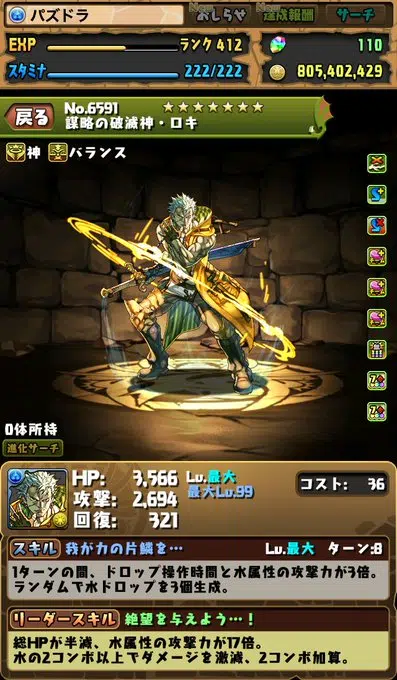 パズドラ
おしらせ
達成報酬
サーチ
EXP
ランク 412
110
スタミナ
222/222
805,402,429
戻る
No.6591 ★★★★★★★
謀略の破滅神・ロキ
神 バランス
0体所持
進化サーチ
HP: 3,566 Lv.最大
攻撃: 2,694 最大Lv.99
回復: 321
コスト: 36
スキル 我が力の片鱗を… Lv.最大 ターン:8
1ターンの間、ドロップ操作時間と水属性の攻撃力が3倍。
ランダムで水ドロップを3個生成。
リーダースキル 絶望を与えよう…!
総HPが半減、水属性の攻撃力が17倍。
水の2コンボ以上でダメージを激減、2コンボ加算。